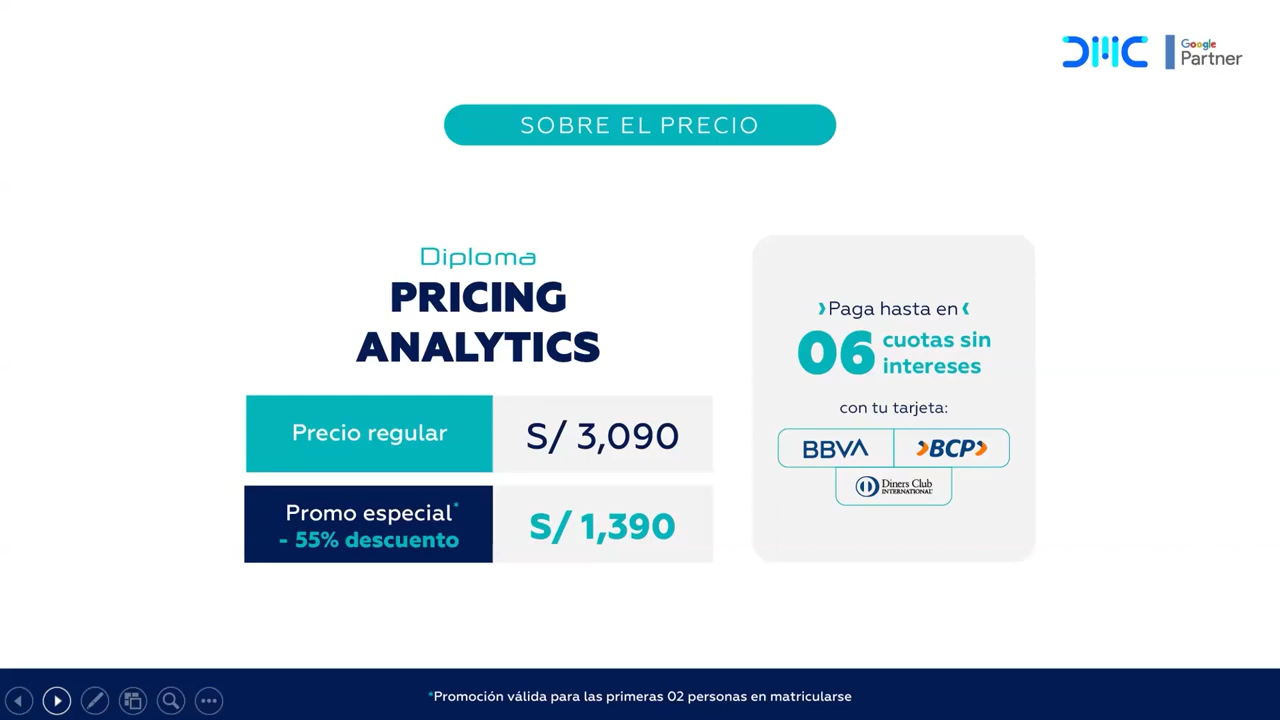 DMC
Google
Partner
SOBRE EL PRECIO
Diploma
PRICING
ANALYTICS
Precio regular
S/ 3,090
Promo especial*
- 55% descuento
S/ 1,390
Paga hasta en
06 cuotas sin
intereses
con tu tarjeta:
BBVA
BCP
Diners Club
INTERNATIONAL
*Promoción válida para las primeras 02 personas en matricularse